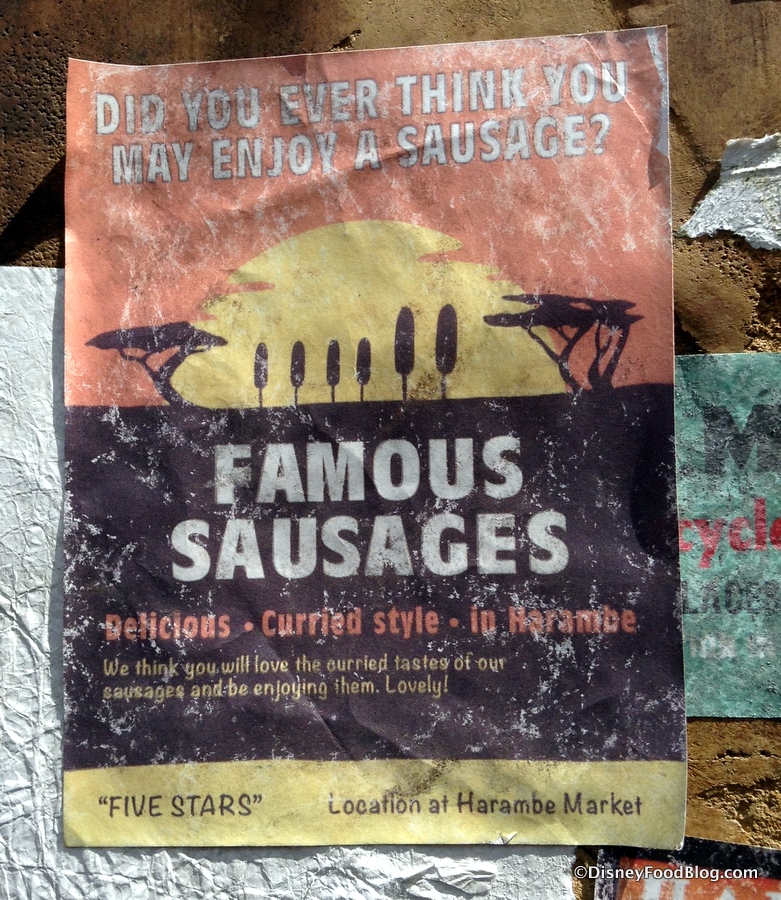 DID YOU EVER THINK YOU
MAY ENJOY A SAUSAGE?
FAMOUS
SAUSAGES
Delicious • Curried style • in Harambe
We think you will love the curried tastes of our
sausages and be enjoying them. Lovely!
"FIVE STARS" Location at Harambe Market
©DisneyFoodBlog.com